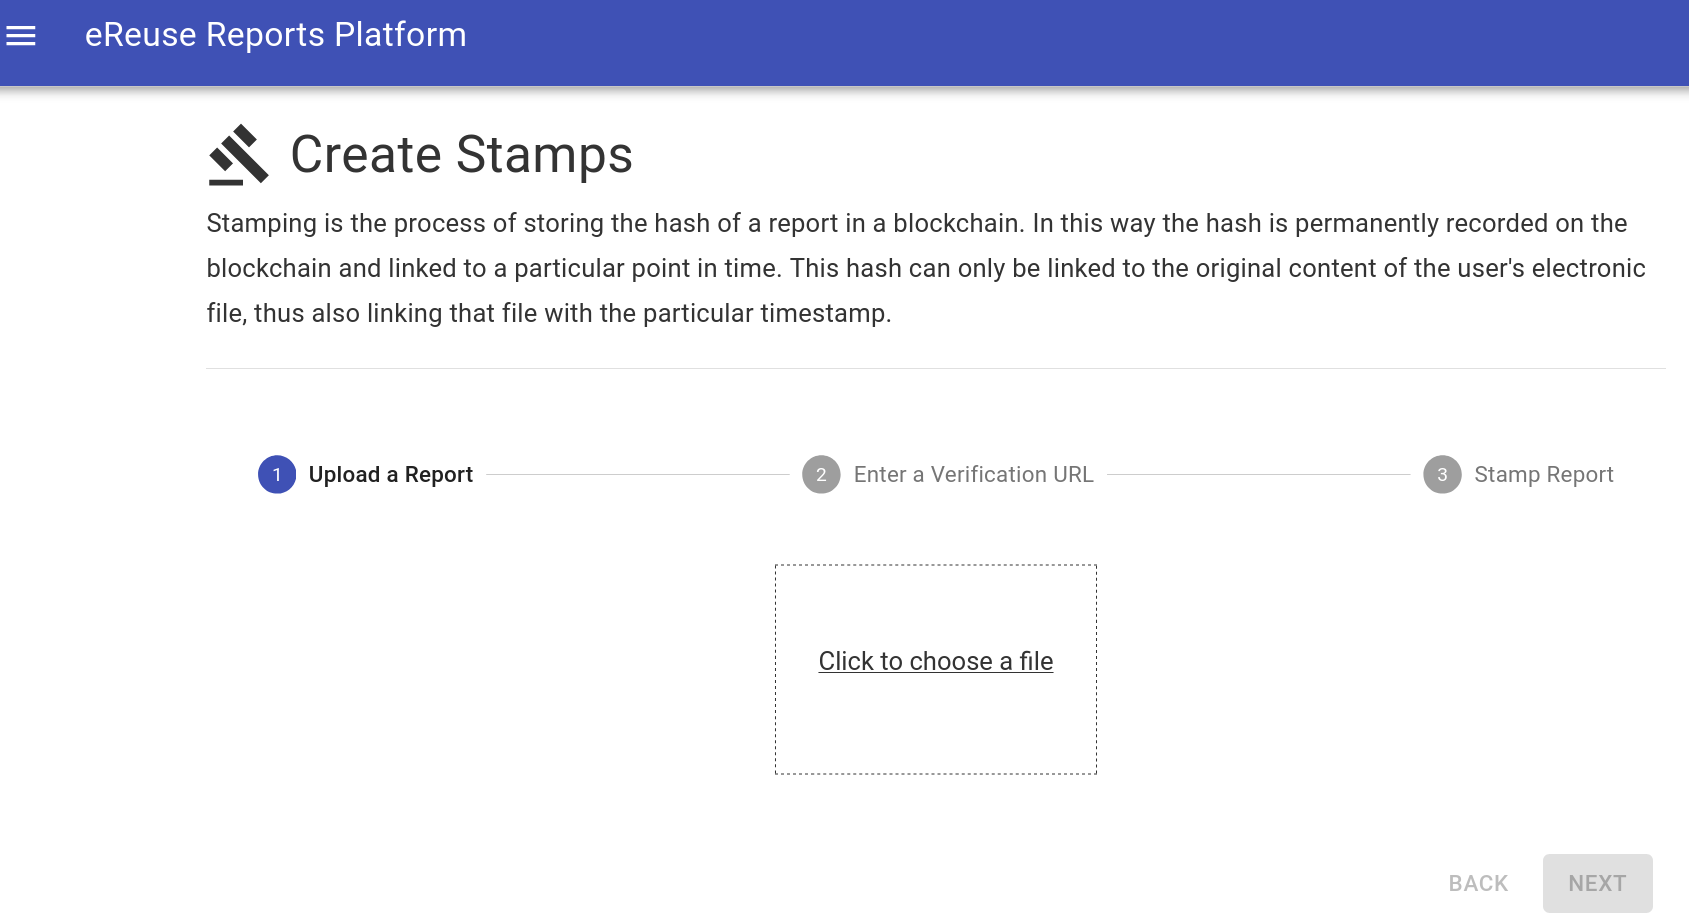 eReuse Reports Platform
Create Stamps
Stamping is the process of storing the hash of a report in a blockchain. In this way the hash is permanently recorded on the
blockchain and linked to a particular point in time. This hash can only be linked to the original content of the user's electronic
file, thus also linking that file with the particular timestamp.
1 Upload a Report 2 Enter a Verification URL 3 Stamp Report
Click to choose a file
BACK NEXT